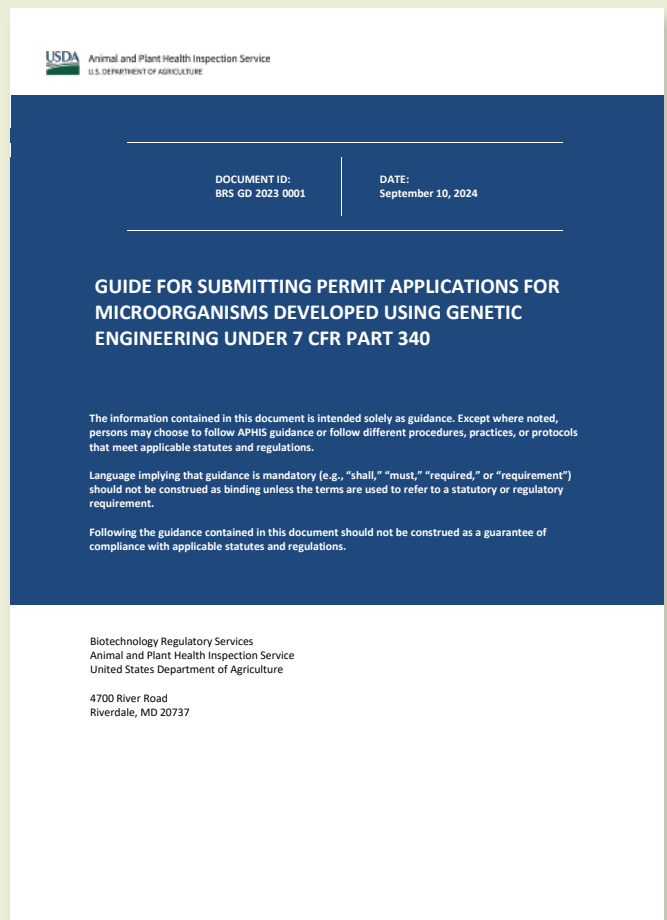 USDA
Animal and Plant Health Inspection Service
U.S. DEPARTMENT OF AGRICULTURE
DOCUMENT ID:
BRS GD 2023 0001
DATE:
September 10, 2024
GUIDE FOR SUBMITTING PERMIT APPLICATIONS FOR
MICROORGANISMS DEVELOPED USING GENETIC
ENGINEERING UNDER 7 CFR PART 340
The information contained in this document is intended solely as guidance. Except where noted,
persons may choose to follow APHIS guidance or follow different procedures, practices, or protocols
that meet applicable statutes and regulations.
Language implying that guidance is mandatory (e.g., “shall,” “must,” “required,” or “requirement”)
should not be construed as binding unless the terms are used to refer to a statutory or regulatory
requirement.
Following the guidance contained in this document should not be construed as a guarantee of
compliance with applicable statutes and regulations.
Biotechnology Regulatory Services
Animal and Plant Health Inspection Service
United States Department of Agriculture
4700 River Road
Riverdale, MD 20737